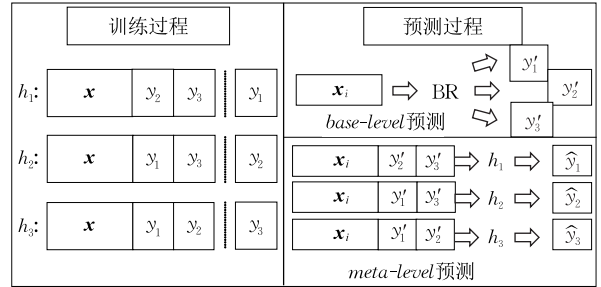 训练过程
h₁: x y₂ y₃ y₁
h₂: x y₁ y₃ y₂
h₃: x y₁ y₂ y₃
预测过程
y′₁
xᵢ ⇨ BR ⇨ y′₂
base-level预测 y′₃
xᵢ y′₂ y′₃ ⇨ h₁ ⇨ ŷ₁
xᵢ y′₁ y′₃ ⇨ h₂ ⇨ ŷ₂
xᵢ y′₁ y′₂ ⇨ h₃ ⇨ ŷ₃
meta-level预测